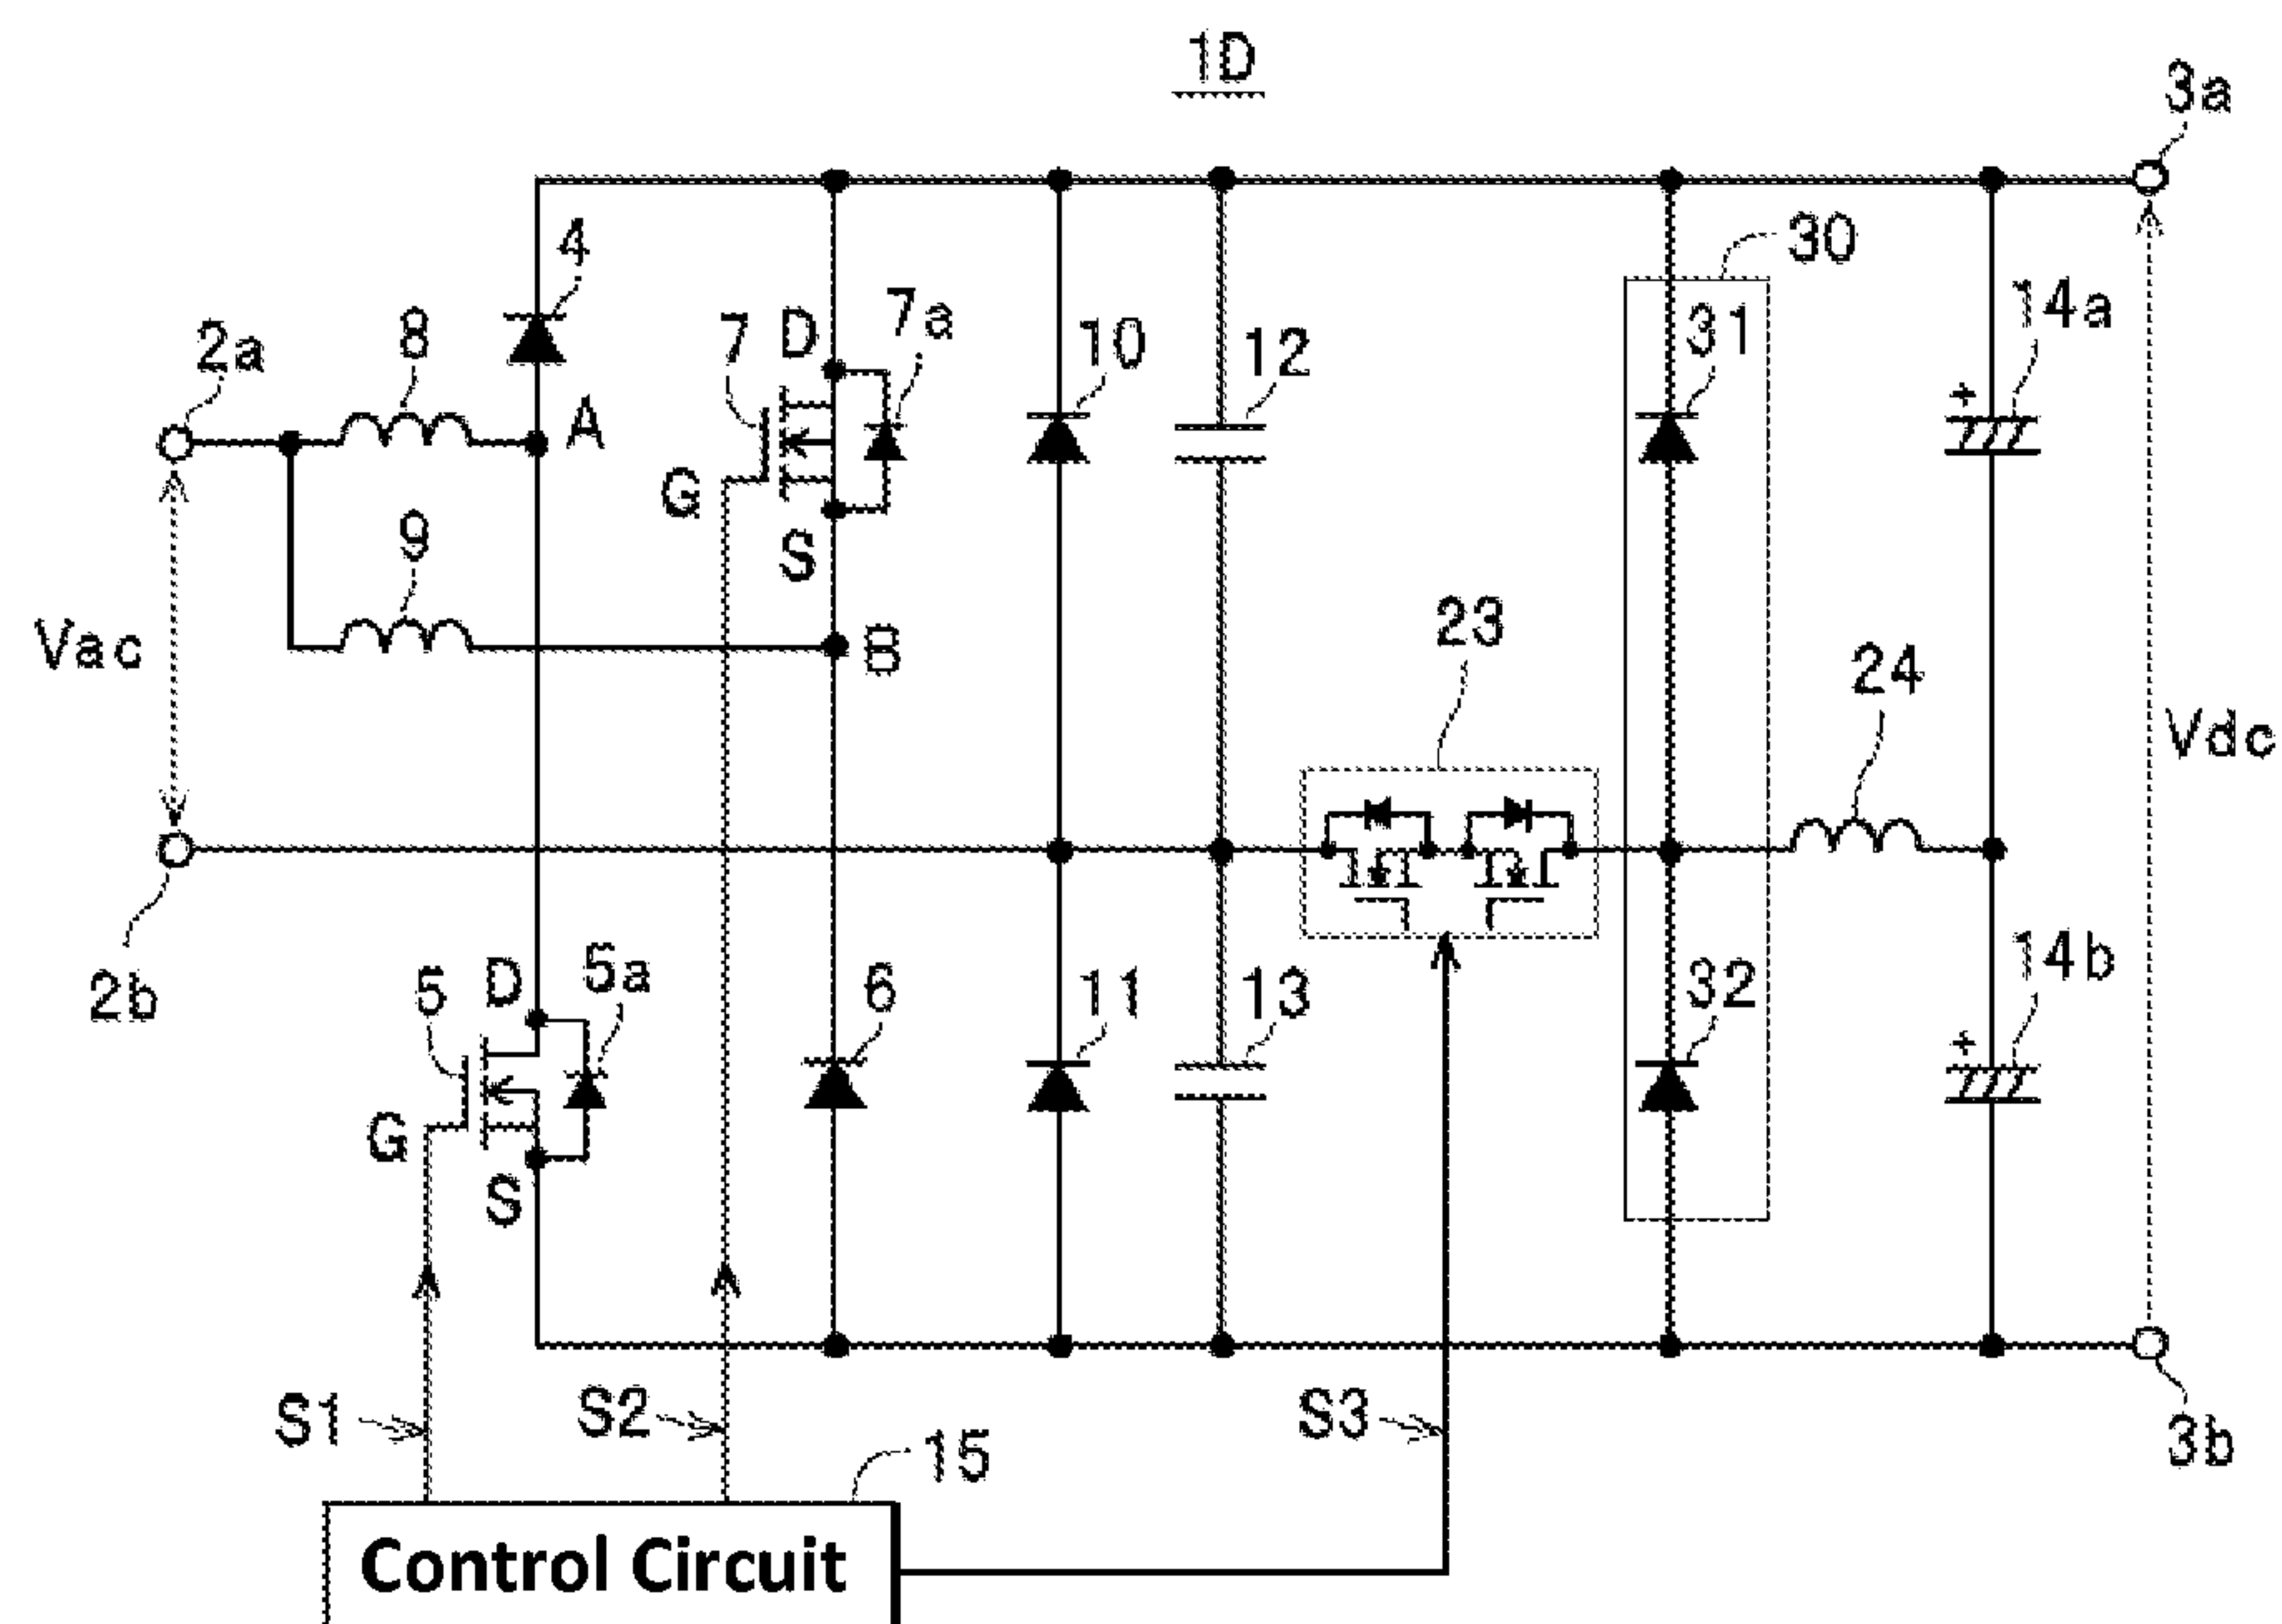 1D
3a
4
30
2a
8
7
D
7a
10
12
31
14a
+
A
G
9
S
Vac
B
23
24
Vdc
2b
5
D
5a
6
11
13
32
14b
+
G
S
S1
S2
S3
3b
15
Control Circuit